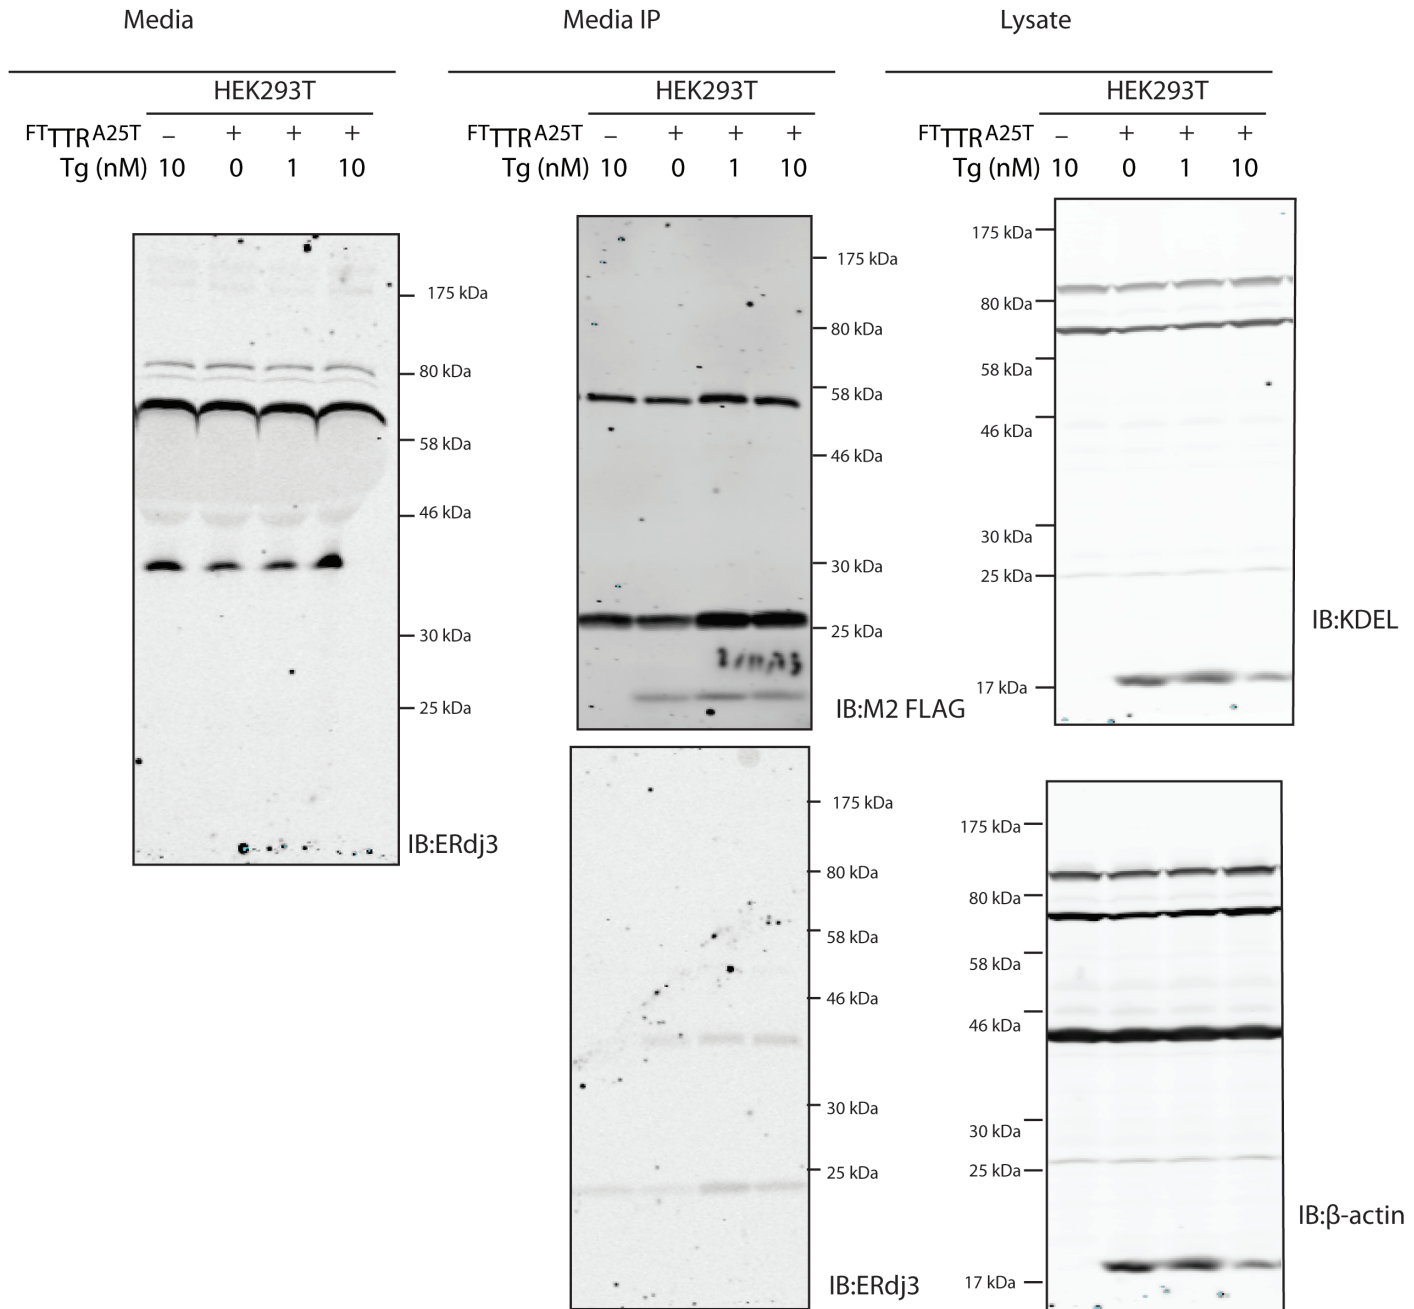 Media
HEK293T
FTTTRA25T – + + +
Tg (nM) 10 0 1 10
175 kDa
80 kDa
58 kDa
46 kDa
30 kDa
25 kDa
IB:ERdj3
Media IP
HEK293T
FTTTRA25T – + + +
Tg (nM) 10 0 1 10
175 kDa
80 kDa
58 kDa
46 kDa
30 kDa
25 kDa
IB:M2 FLAG
175 kDa
80 kDa
58 kDa
46 kDa
30 kDa
25 kDa
IB:ERdj3
Lysate
HEK293T
FTTTRA25T – + + +
Tg (nM) 10 0 1 10
175 kDa
80 kDa
58 kDa
46 kDa
30 kDa
25 kDa
17 kDa
IB:KDEL
175 kDa
80 kDa
58 kDa
46 kDa
30 kDa
25 kDa
17 kDa
IB:β-actin